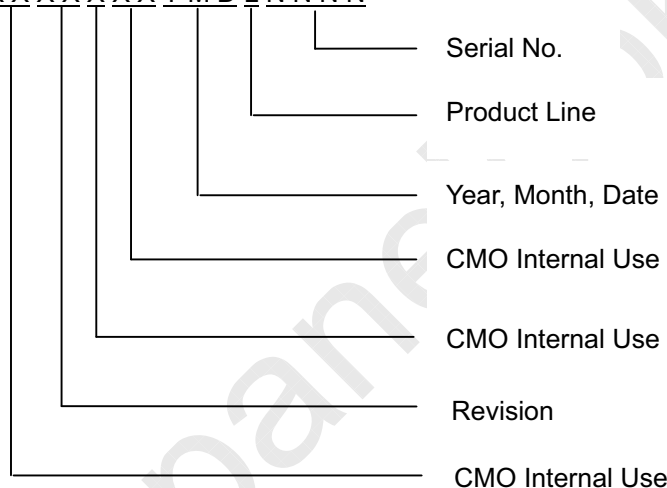 X X X X X X X Y M D L N N N N
Serial No.
Product Line
Year, Month, Date
CMO Internal Use
CMO Internal Use
Revision
CMO Internal Use